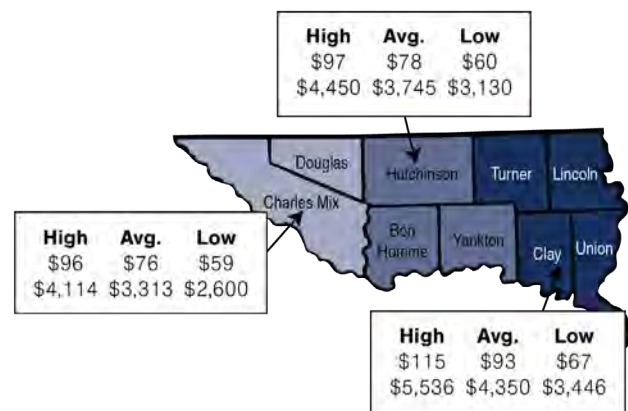 High Avg. Low
$97 $78 $60
$4,450 $3,745 $3,130
Douglas
Hutchinson
Turner
Lincoln
Charles Mix
Bon
Homme
Yankton
Clay
Union
High Avg. Low
$96 $76 $59
$4,114 $3,313 $2,600
High Avg. Low
$115 $93 $67
$5,536 $4,350 $3,446